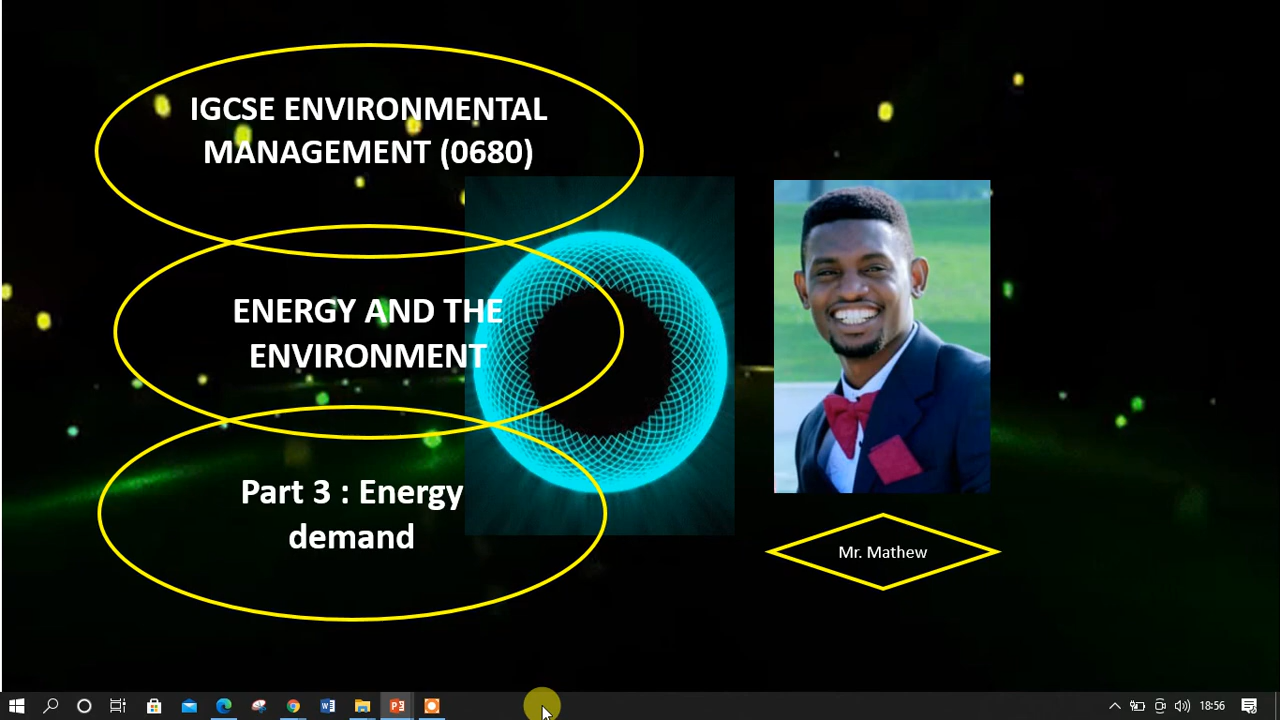 IGCSE ENVIRONMENTAL
MANAGEMENT (0680)
ENERGY AND THE
ENVIRONMENT
Part 3 : Energy
demand
Mr. Mathew
18:56